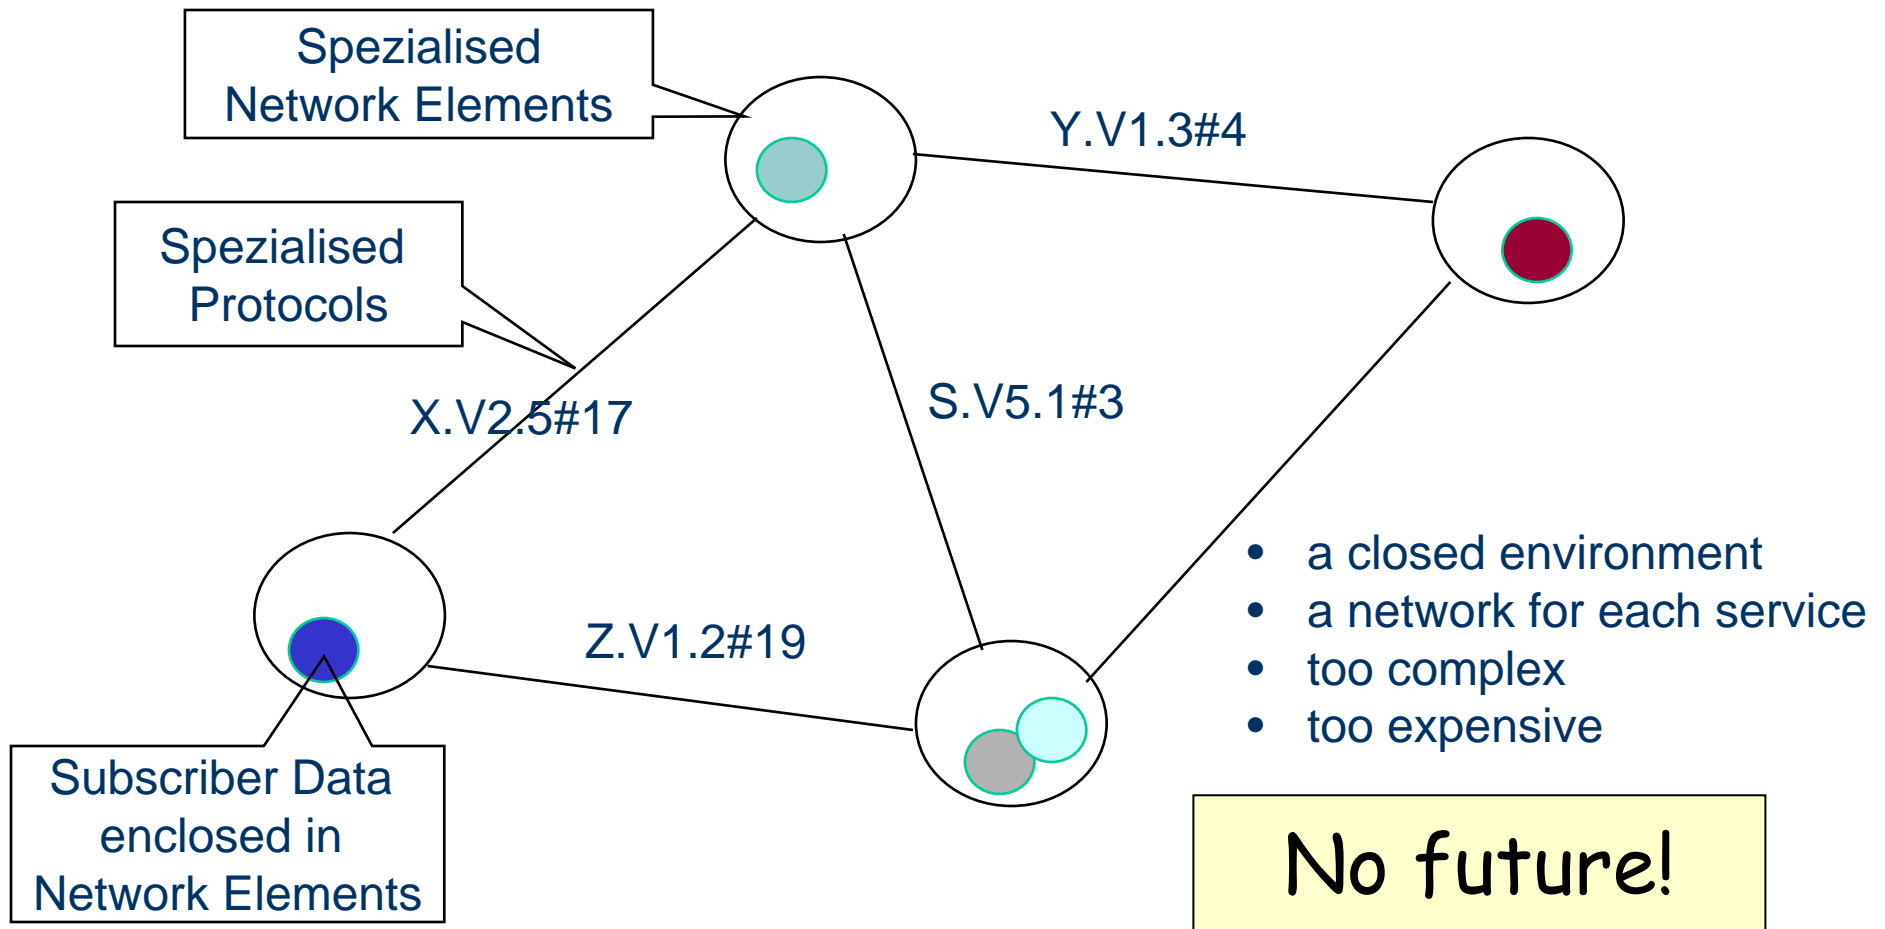 Spezialised
Network Elements
Y.V1.3#4
Spezialised
Protocols
X.V2.5#17
S.V5.1#3
Z.V1.2#19
• a closed environment
• a network for each service
• too complex
• too expensive
Subscriber Data
enclosed in
Network Elements
No future!